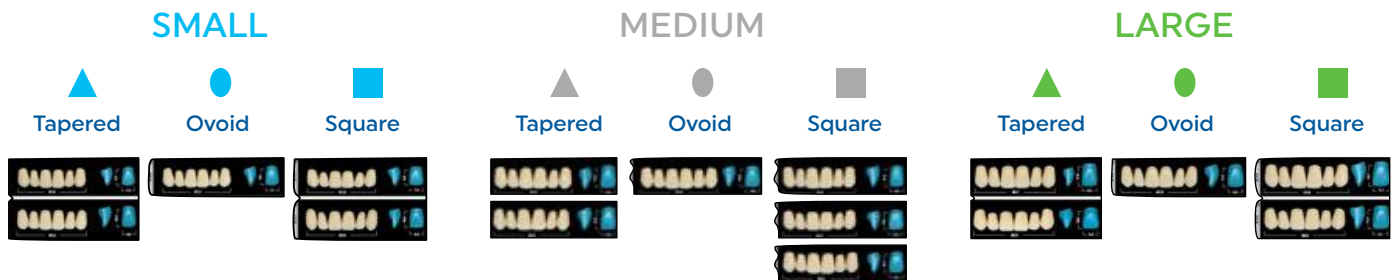 SMALL
MEDIUM
LARGE
Tapered
Ovoid
Square
Tapered
Ovoid
Square
Tapered
Ovoid
Square